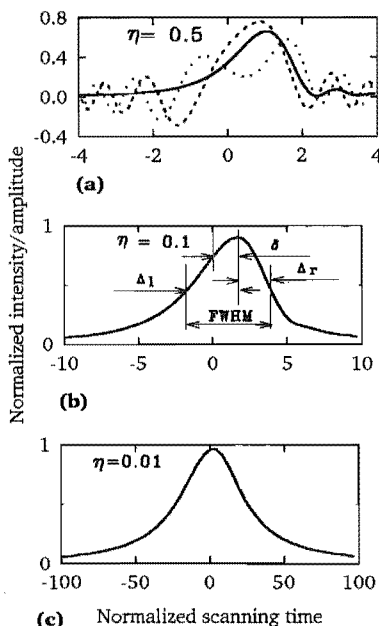 Normalized intensity/amplitude
0.8
0.4
0.0
-0.4
η= 0.5
-4 -2 0 2 4
(a)
1
0
η = 0.1
δ
Δl
Δr
FWHM
-10 -5 0 5 10
(b)
1
0
η=0.01
-100 -50 0 50 100
(c) Normalized scanning time